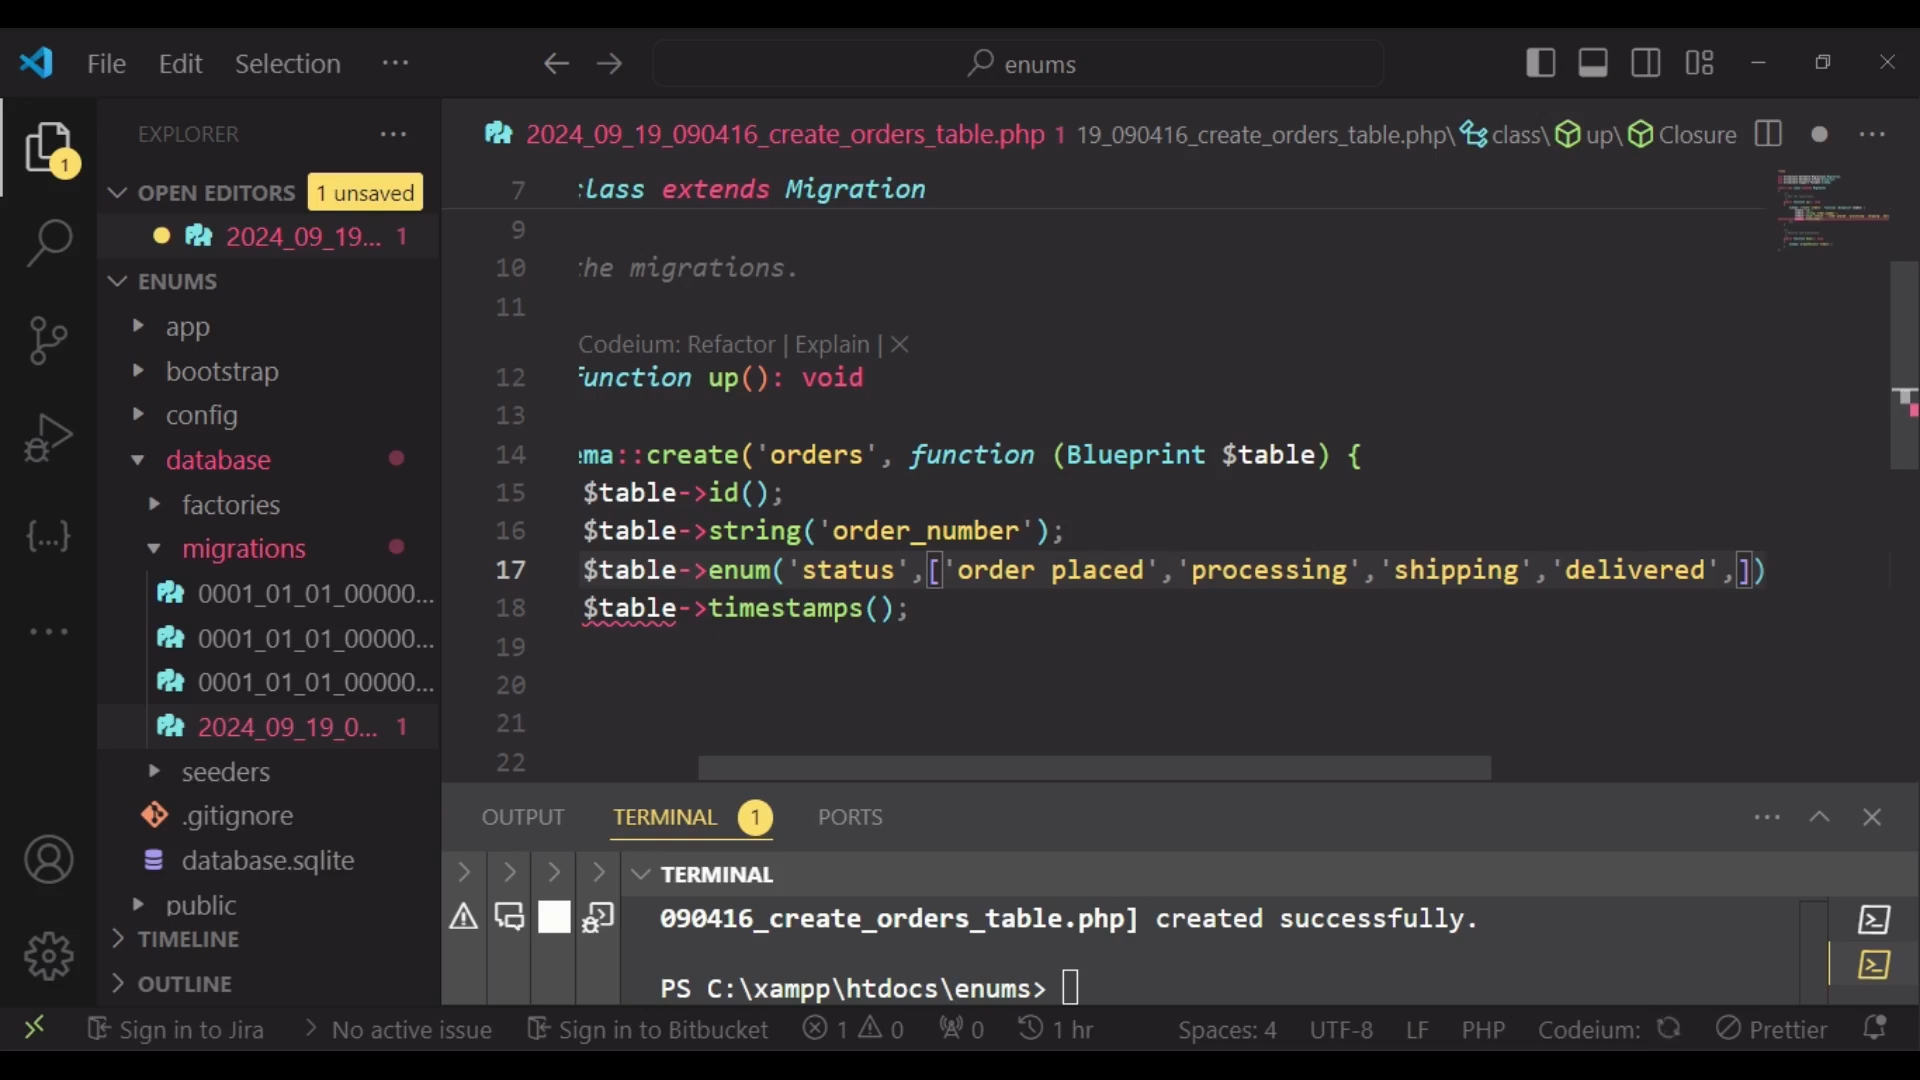 File Edit Selection ··· enums
EXPLORER ···
OPEN EDITORS 1 unsaved
2024_09_19... 1
ENUMS
app
bootstrap
config
database
factories
migrations
0001_01_01_00000...
0001_01_01_00000...
0001_01_01_00000...
2024_09_19_0... 1
seeders
.gitignore
database.sqlite
public
TIMELINE
OUTLINE
1
{...}
2024_09_19_090416_create_orders_table.php 1 19_090416_create_orders_table.php\ class\ up\ Closure ···
7 class extends Migration
9
10 the migrations.
11
Codeium: Refactor | Explain | ×
12 function up(): void
13
14 ema::create('orders', function (Blueprint $table) {
15 $table->id();
16 $table->string('order_number');
17 $table->enum('status',['order placed','processing','shipping','delivered',])
18 $table->timestamps();
19
20
21
22
OUTPUT TERMINAL 1 PORTS
TERMINAL
090416_create_orders_table.php] created successfully.
PS C:\xampp\htdocs\enums>
Sign in to Jira No active issue Sign in to Bitbucket 1 0 0 1 hr Spaces: 4 UTF-8 LF PHP Codeium: Prettier